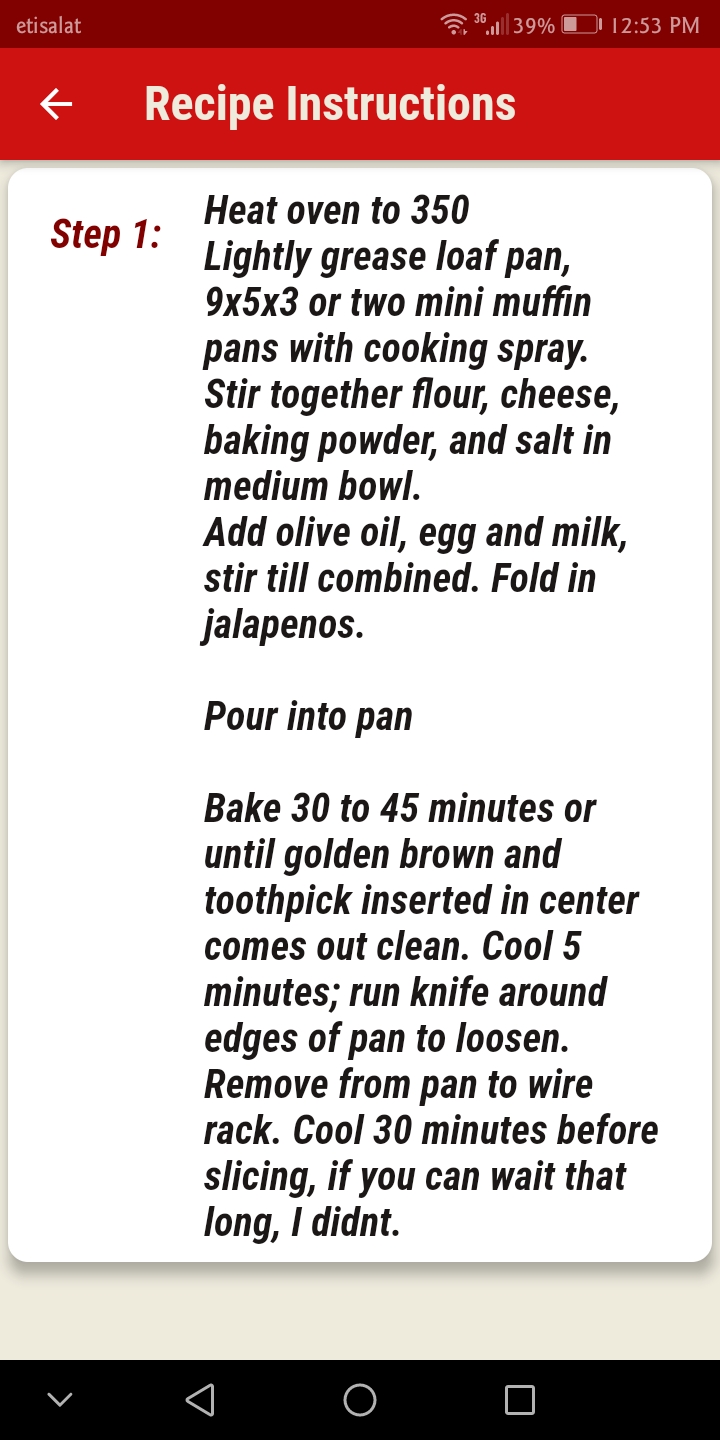 etisalat 3G 39% 12:53 PM
Recipe Instructions
Step 1:
Heat oven to 350
Lightly grease loaf pan,
9x5x3 or two mini muffin
pans with cooking spray.
Stir together flour, cheese,
baking powder, and salt in
medium bowl.
Add olive oil, egg and milk,
stir till combined. Fold in
jalapenos.
Pour into pan
Bake 30 to 45 minutes or
until golden brown and
toothpick inserted in center
comes out clean. Cool 5
minutes; run knife around
edges of pan to loosen.
Remove from pan to wire
rack. Cool 30 minutes before
slicing, if you can wait that
long, I didnt.